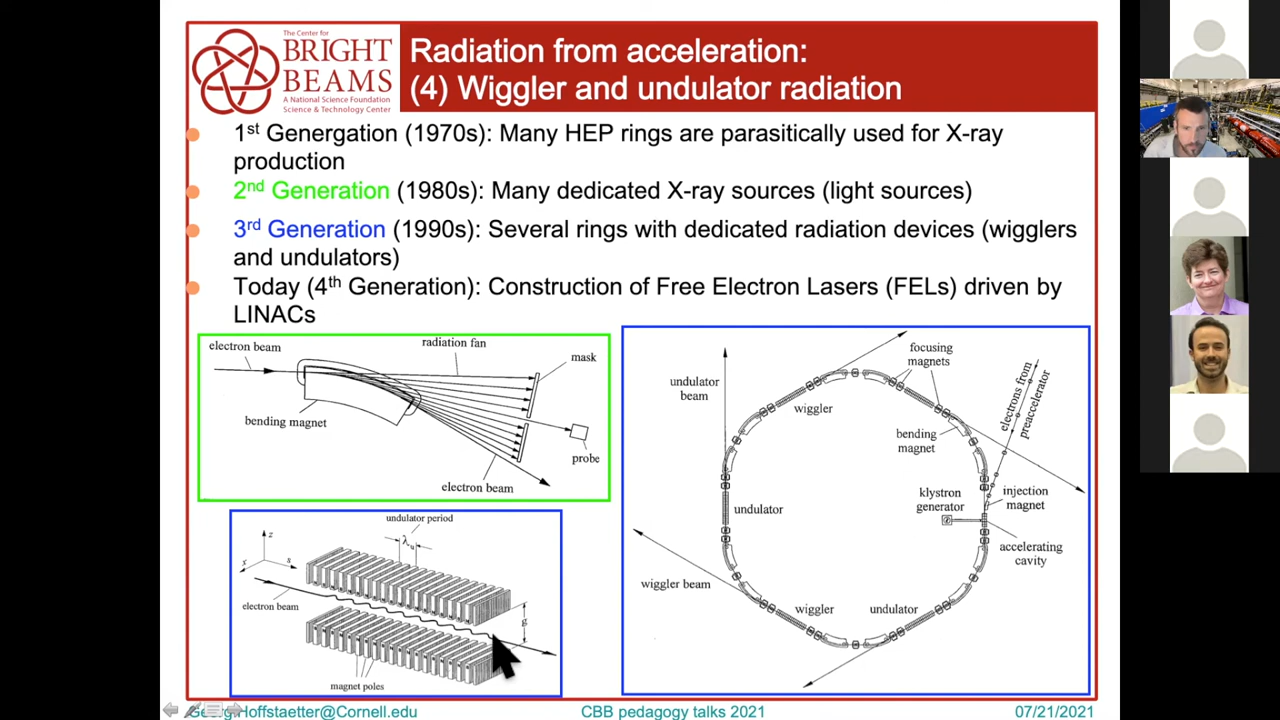 The Center for
BRIGHT
BEAMS
A National Science Foundation
Science & Technology Center
Radiation from acceleration:
(4) Wiggler and undulator radiation
1st Genergation (1970s): Many HEP rings are parasitically used for X-ray
production
2nd Generation (1980s): Many dedicated X-ray sources (light sources)
3rd Generation (1990s): Several rings with dedicated radiation devices (wigglers
and undulators)
Today (4th Generation): Construction of Free Electron Lasers (FELs) driven by
LINACs
electron beam
radiation fan
mask
bending magnet
probe
electron beam
undulator period
λu
z
x
s
electron beam
g
magnet poles
undulator
beam
focusing
magnets
electrons from
preaccelerator
wiggler
bending
magnet
undulator
klystron
generator
injection
magnet
accelerating
cavity
wiggler beam
wiggler
undulator
Georg.Hoffstaetter@Cornell.edu
CBB pedagogy talks 2021
07/21/2021